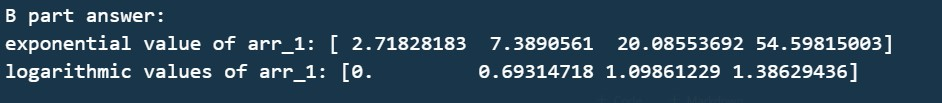 B part answer:
exponential value of arr_1: [ 2.71828183  7.3890561  20.08553692 54.59815003]
logarithmic values of arr_1: [0.         0.69314718 1.09861229 1.38629436]